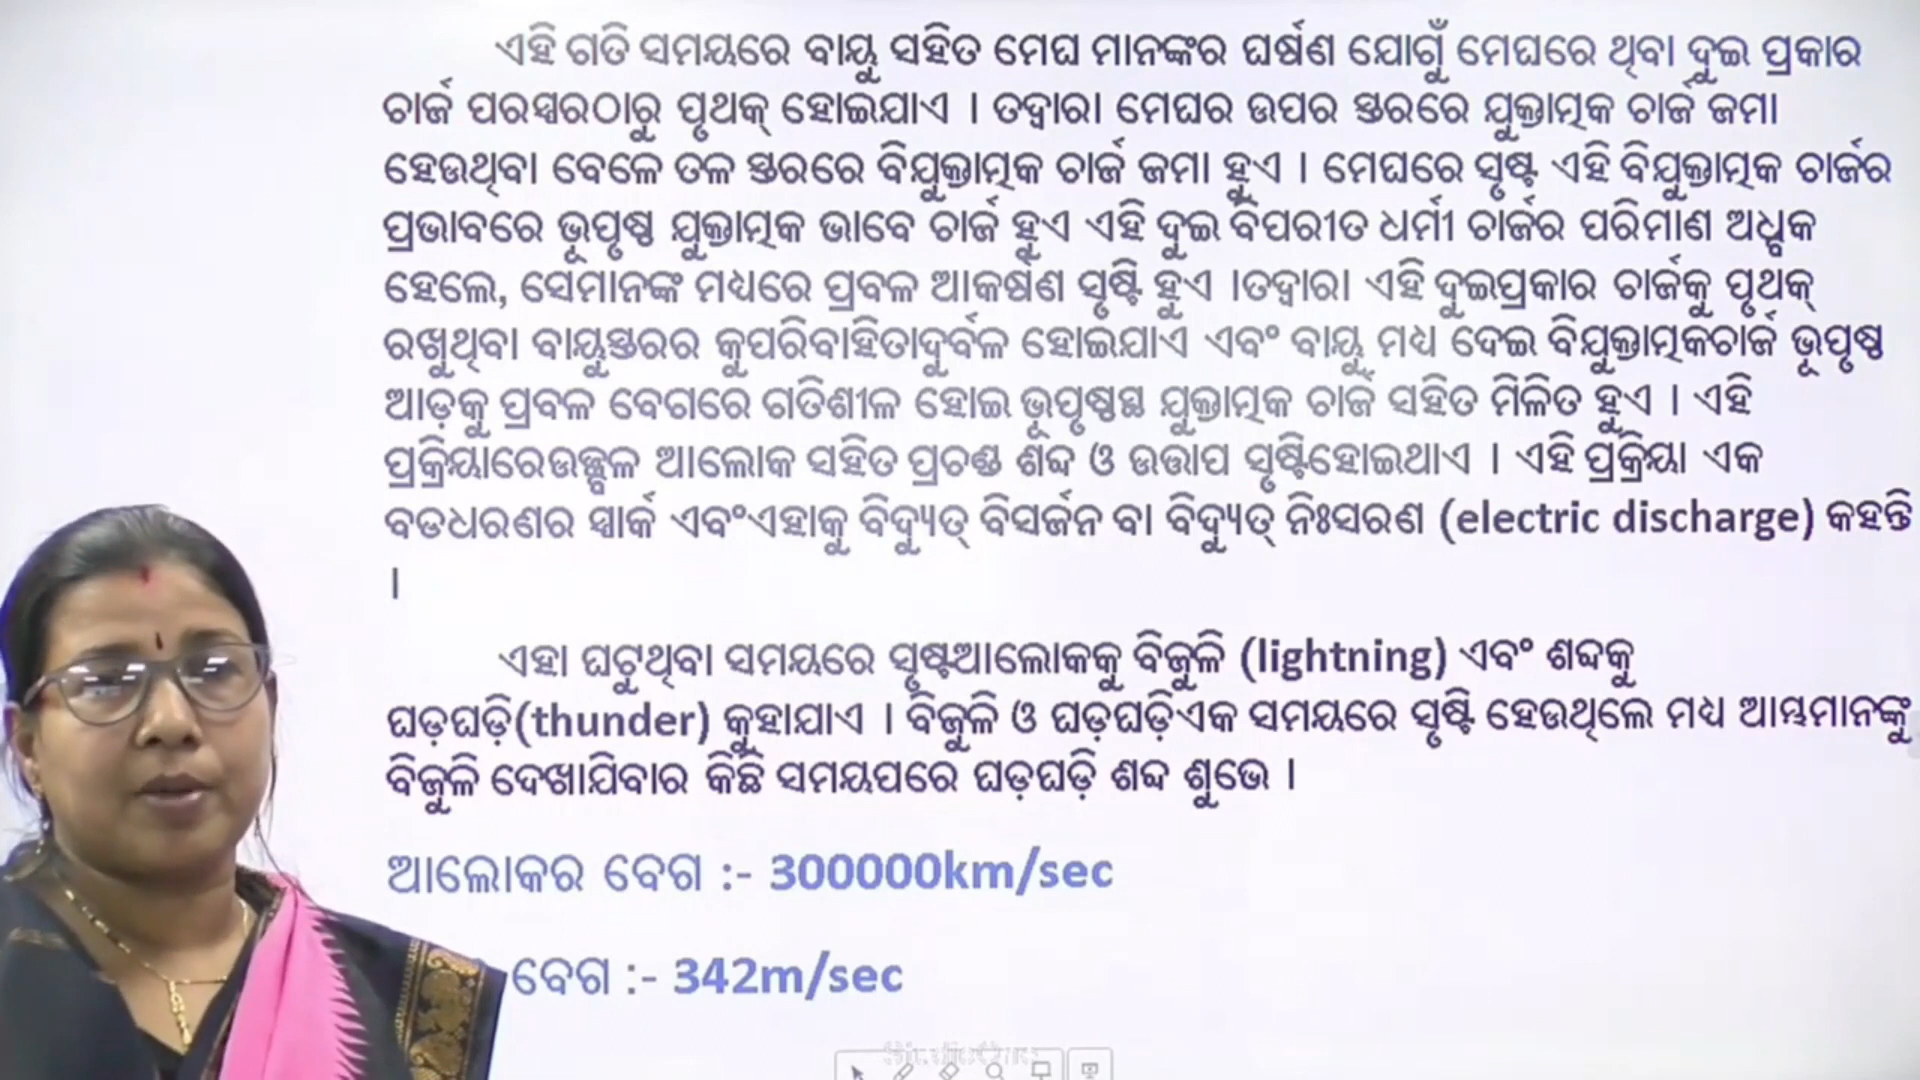 ଏହି ଗତି ସମୟରେ ବାୟୁ ସହିତ ମେଘ ମାନଙ୍କର ଘର୍ଷଣ ଯୋଗୁଁ ମେଘରେ ଥିବା ଦୁଇ ପ୍ରକାର
ଚାର୍ଜ ପରସ୍ପରଠାରୁ ପୃଥକ୍ ହୋଇଯାଏ । ତଦ୍ଵାରା ମେଘର ଉପର ସ୍ତରରେ ଯୁକ୍ତାତ୍ମକ ଚାର୍ଜ ଜମା
ହେଉଥିବା ବେଳେ ତଳ ସ୍ତରରେ ବିଯୁକ୍ତାତ୍ମକ ଚାର୍ଜ ଜମା ହୁଏ । ମେଘରେ ସୃଷ୍ଟ ଏହି ବିଯୁକ୍ତାତ୍ମକ ଚାର୍ଜର
ପ୍ରଭାବରେ ଭୂପୃଷ୍ଠ ଯୁକ୍ତାତ୍ମକ ଭାବେ ଚାର୍ଜ ହୁଏ ଏହି ଦୁଇ ବିପରୀତ ଧର୍ମୀ ଚାର୍ଜର ପରିମାଣ
ହେଲେ, ସେମାନଙ୍କ ମଧ୍ୟରେ ପ୍ରବଳ ଆକର୍ଷଣ ସୃଷ୍ଟି ହୁଏ ।ତଦ୍ଵାରା ଏହି ଦୁଇପ୍ରକାର ଚାର୍ଜକୁ ପୃଥକ୍
ରଖୁଥିବା ବାୟୁସ୍ତରର କୁପରିବାହିତାଦୁର୍ବଳ ହୋଇଯାଏ ଏବଂ ବାୟୁ ମଧ୍ୟ ଦେଇ ବିଯୁକ୍ତାତ୍ମକଚାର୍ଜ ଭୂପୃଷ୍ଠ
ଆଡ଼କୁ ପ୍ରବଳ ବେଗରେ ଗତିଶୀଳ ହୋଇ ଭୂପୃଷ୍ଠସ୍ଥ ଯୁକ୍ତାତ୍ମକ ଚାର୍ଜ ସହିତ ମିଳିତ ହୁଏ । ଏହି
ପ୍ରକ୍ରିୟାରେଉଜ୍ଜ୍ବଳ ଆଲୋକ ସହିତ ପ୍ରଚଣ୍ଡ ଶବ୍ଦ ଓ ଉତ୍ତାପ ସୃଷ୍ଟିହୋଇଥାଏ । ଏହି ପ୍ରକ୍ରିୟା ଏକ
ବଡଧରଣର ସ୍ପାର୍କ ଏବଂଏହାକୁ ବିଦ୍ୟୁତ୍ ବିସର୍ଜନ ବା ବିଦ୍ୟୁତ୍ ନିଃସରଣ (electric discharge) କହନ୍ତି
।
ଏହା ଘଟୁଥିବା ସମୟରେ ସୃଷ୍ଟଆଲୋକକୁ ବିଜୁଳି (lightning) ଏବଂ ଶବ୍ଦକୁ
ଘଡ଼ଘଡ଼ି(thunder) କୁହାଯାଏ । ବିଜୁଳି ଓ ଘଡ଼ଘଡ଼ିଏକ ସମୟରେ ସୃଷ୍ଟି ହେଉଥିଲେ ମଧ୍ୟ ଆମ୍ଭମାନଙ୍କୁ
ବିଜୁଳି ଦେଖାଯିବାର କିଛି ସମୟପରେ ଘଡ଼ଘଡ଼ି ଶବ୍ଦ ଶୁଭେ ।
ଆଲୋକର ବେଗ :- 300000km/sec
ବେଗ :- 342m/sec